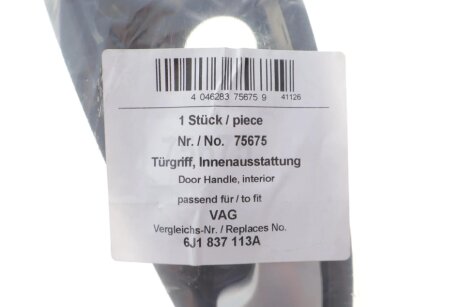 4 046283 75675 9 41126
1 Stück / piece
Nr. / No. 75675
Türgriff, Innenausstattung
Door Handle, interior
passend für / to fit
VAG
Vergleichs-Nr. / Replaces No.
6J1 837 113A